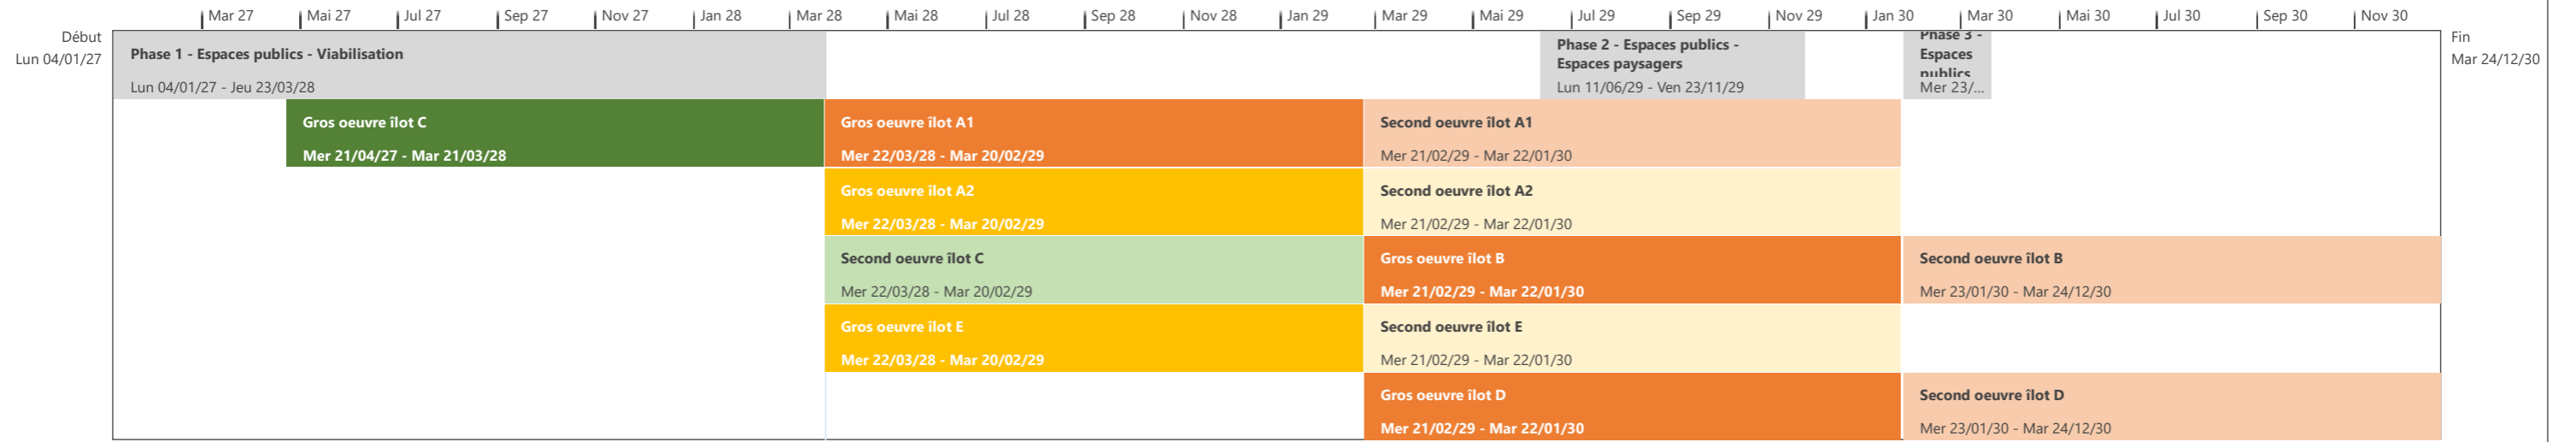 Mar 27 Mai 27 Jul 27 Sep 27 Nov 27 Jan 28 Mar 28 Mai 28 Jul 28 Sep 28 Nov 28 Jan 29 Mar 29 Mai 29 Jul 29 Sep 29 Nov 29 Jan 30 Mar 30 Mai 30 Jul 30 Sep 30 Nov 30
Début
Lun 04/01/27
Phase 1 - Espaces publics - Viabilisation
Lun 04/01/27 - Jeu 23/03/28
Phase 2 - Espaces publics -
Espaces paysagers
Lun 11/06/29 - Ven 23/11/29
Phase 3 -
Espaces
publics
Mer 23/...
Fin
Mar 24/12/30
Gros oeuvre îlot C
Mer 21/04/27 - Mar 21/03/28
Gros oeuvre îlot A1
Mer 22/03/28 - Mar 20/02/29
Second oeuvre îlot A1
Mer 21/02/29 - Mar 22/01/30
Gros oeuvre îlot A2
Mer 22/03/28 - Mar 20/02/29
Second oeuvre îlot A2
Mer 21/02/29 - Mar 22/01/30
Second oeuvre îlot C
Mer 22/03/28 - Mar 20/02/29
Gros oeuvre îlot B
Mer 21/02/29 - Mar 22/01/30
Second oeuvre îlot B
Mer 23/01/30 - Mar 24/12/30
Gros oeuvre îlot E
Mer 22/03/28 - Mar 20/02/29
Second oeuvre îlot E
Mer 21/02/29 - Mar 22/01/30
Gros oeuvre îlot D
Mer 21/02/29 - Mar 22/01/30
Second oeuvre îlot D
Mer 23/01/30 - Mar 24/12/30